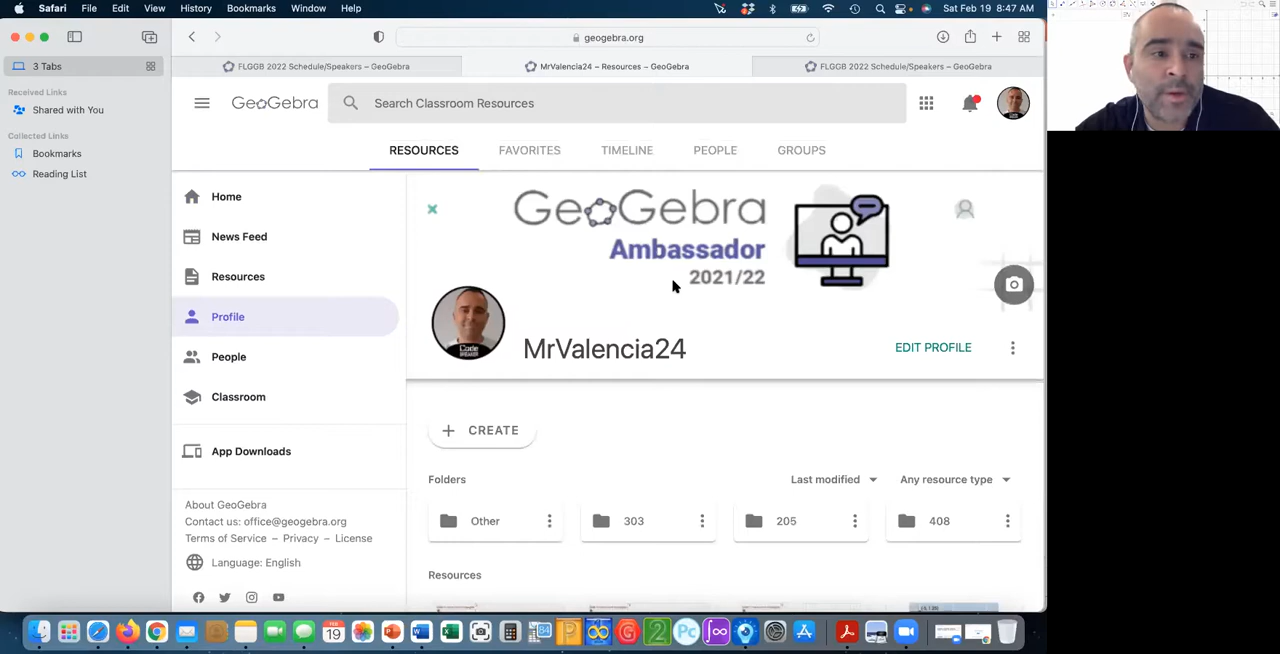 Safari File Edit View History Bookmarks Window Help Sat Feb 19 8:47 AM
geogebra.org
3 Tabs
FLGGB 2022 Schedule/Speakers – GeoGebra
MrValencia24 – Resources – GeoGebra
FLGGB 2022 Schedule/Speakers – GeoGebra
Received Links
Shared with You
Collected Links
Bookmarks
Reading List
GeoGebra
Search Classroom Resources
RESOURCES FAVORITES TIMELINE PEOPLE GROUPS
Home
News Feed
Resources
Profile
People
Classroom
App Downloads
About GeoGebra
Contact us: office@geogebra.org
Terms of Service – Privacy – License
Language: English
GeoGebra
Ambassador
2021/22
MrValencia24
EDIT PROFILE
+ CREATE
Folders
Last modified
Any resource type
Other
303
205
408
Resources
FEB
19